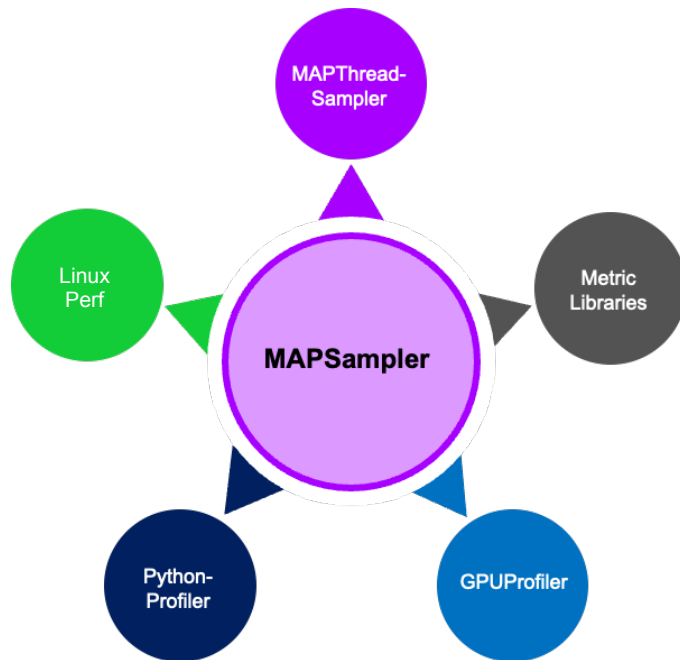 MAPThread-
Sampler
Linux
Perf
Metric
Libraries
MAPSampler
Python-
Profiler
GPUProfiler